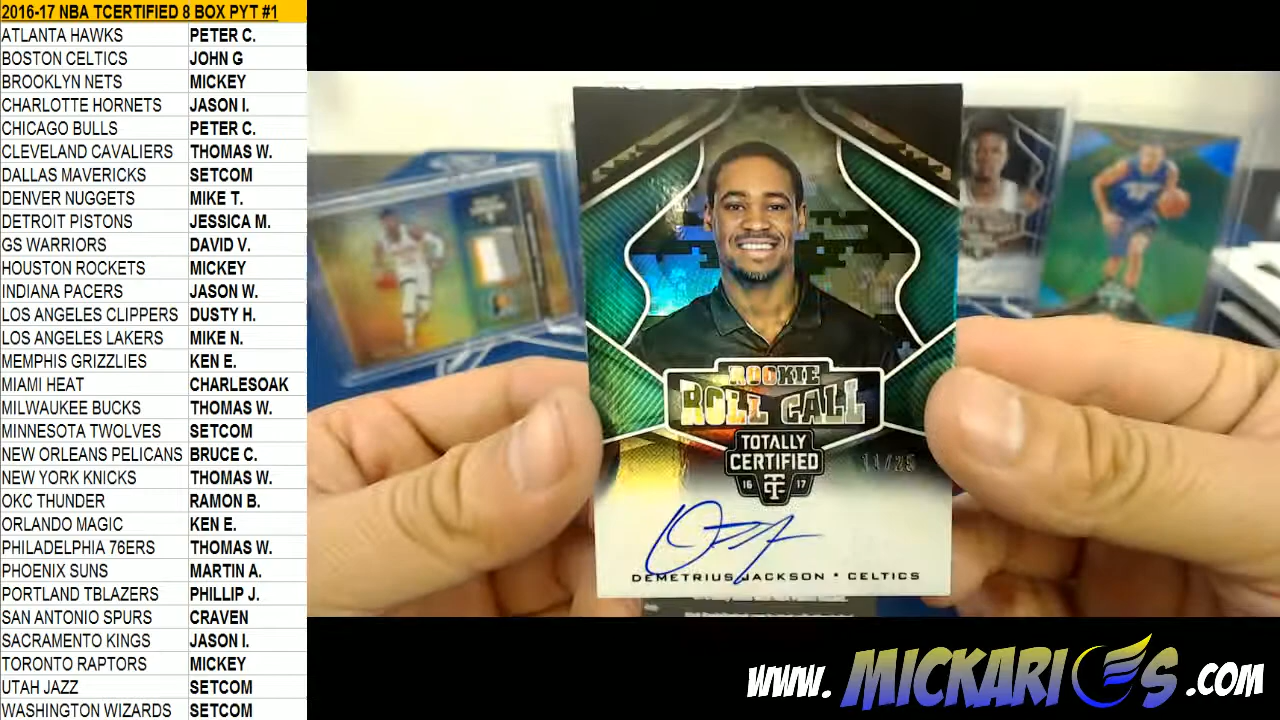 2016-17 NBA TCERTIFIED 8 BOX PYT #1
ATLANTA HAWKS PETER C.
BOSTON CELTICS JOHN G
BROOKLYN NETS MICKEY
CHARLOTTE HORNETS JASON I.
CHICAGO BULLS PETER C.
CLEVELAND CAVALIERS THOMAS W.
DALLAS MAVERICKS SETCOM
DENVER NUGGETS MIKE T.
DETROIT PISTONS JESSICA M.
GS WARRIORS DAVID V.
HOUSTON ROCKETS MICKEY
INDIANA PACERS JASON W.
LOS ANGELES CLIPPERS DUSTY H.
LOS ANGELES LAKERS MIKE N.
MEMPHIS GRIZZLIES KEN E.
MIAMI HEAT CHARLESOAK
MILWAUKEE BUCKS THOMAS W.
MINNESOTA TWOLVES SETCOM
NEW ORLEANS PELICANS BRUCE C.
NEW YORK KNICKS THOMAS W.
OKC THUNDER RAMON B.
ORLANDO MAGIC KEN E.
PHILADELPHIA 76ERS THOMAS W.
PHOENIX SUNS MARTIN A.
PORTLAND TBLAZERS PHILLIP J.
SAN ANTONIO SPURS CRAVEN
SACRAMENTO KINGS JASON I.
TORONTO RAPTORS MICKEY
UTAH JAZZ SETCOM
WASHINGTON WIZARDS SETCOM
ROOKIE
ROLL CALL
TOTALLY
CERTIFIED
16 17
DEMETRIUS JACKSON * CELTICS
www.MICKARIES.com